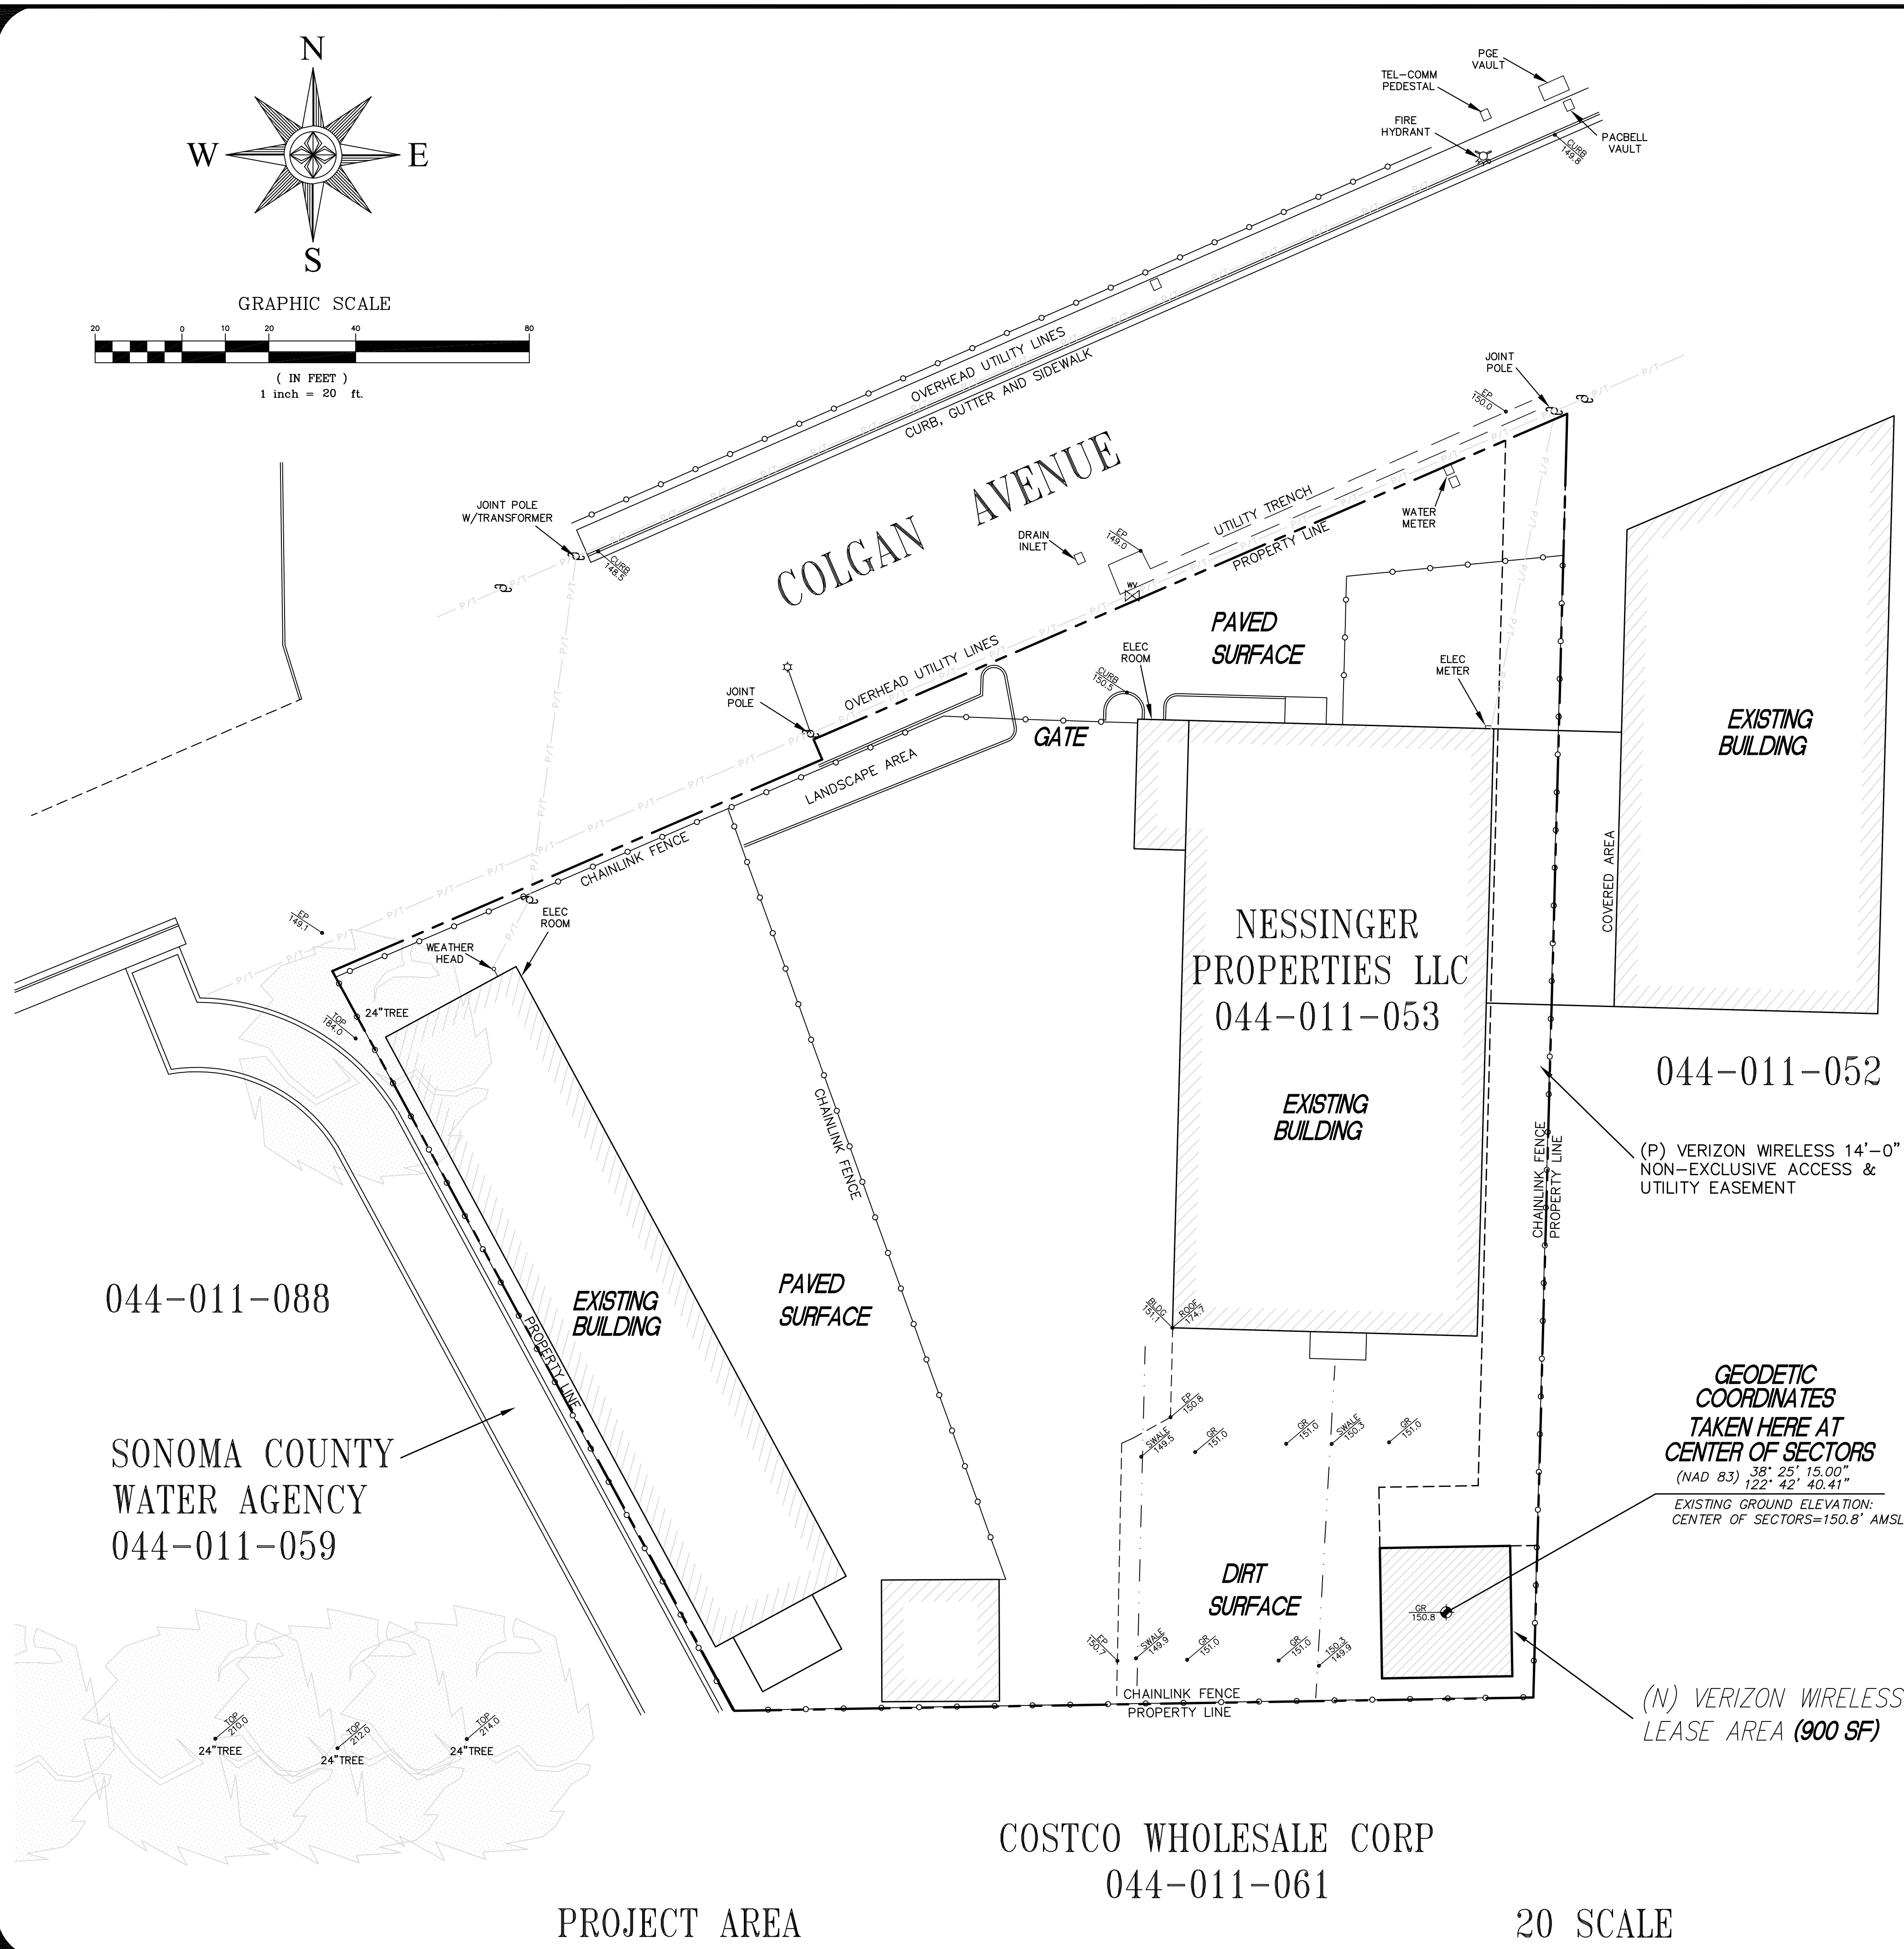 N
W E
S
GRAPHIC SCALE
20 0 10 20 40 80
( IN FEET )
1 inch = 20 ft.
PGE
VAULT
TEL-COMM
PEDESTAL
FIRE
HYDRANT
PACBELL
VAULT
CURB
149.8
OVERHEAD UTILITY LINES
CURB, GUTTER AND SIDEWALK
JOINT
POLE
EP
150.0
JOINT POLE
W/TRANSFORMER
CURB
148.5
COLGAN AVENUE
DRAIN
INLET
EP
149.0
WV
UTILITY TRENCH
PROPERTY LINE
WATER
METER
PAVED
SURFACE
ELEC
ROOM
ELEC
METER
CURB
150.5
JOINT
POLE
OVERHEAD UTILITY LINES
GATE
LANDSCAPE AREA
CHAINLINK FENCE
EXISTING
BUILDING
COVERED AREA
EP
149.1
ELEC
ROOM
WEATHER
HEAD
24"TREE
TOP
184.0
NESSINGER
PROPERTIES LLC
044-011-053
EXISTING
BUILDING
044-011-052
(P) VERIZON WIRELESS 14'-0"
NON-EXCLUSIVE ACCESS &
UTILITY EASEMENT
CHAINLINK FENCE
CHAINLINK FENCE
PROPERTY LINE
044-011-088
EXISTING
BUILDING
PAVED
SURFACE
PROPERTY LINE
BLDG
151.1
ROOF
174.7
SONOMA COUNTY
WATER AGENCY
044-011-059
EP
150.8
SWALE
149.5
GR
151.0
GR
151.0
SWALE
150.3
GR
151.0
GEODETIC
COORDINATES
TAKEN HERE AT
CENTER OF SECTORS
(NAD 83) 38° 25' 15.00"
122° 42' 40.41"
EXISTING GROUND ELEVATION:
CENTER OF SECTORS=150.8' AMSL
DIRT
SURFACE
GR
150.8
EP
150.7
SWALE
149.9
GR
151.0
GR
151.0
150.3
149.9
CHAINLINK FENCE
PROPERTY LINE
(N) VERIZON WIRELESS
LEASE AREA (900 SF)
TOP
210.0
24"TREE
TOP
212.0
24"TREE
TOP
214.0
24"TREE
COSTCO WHOLESALE CORP
044-011-061
PROJECT AREA
20 SCALE